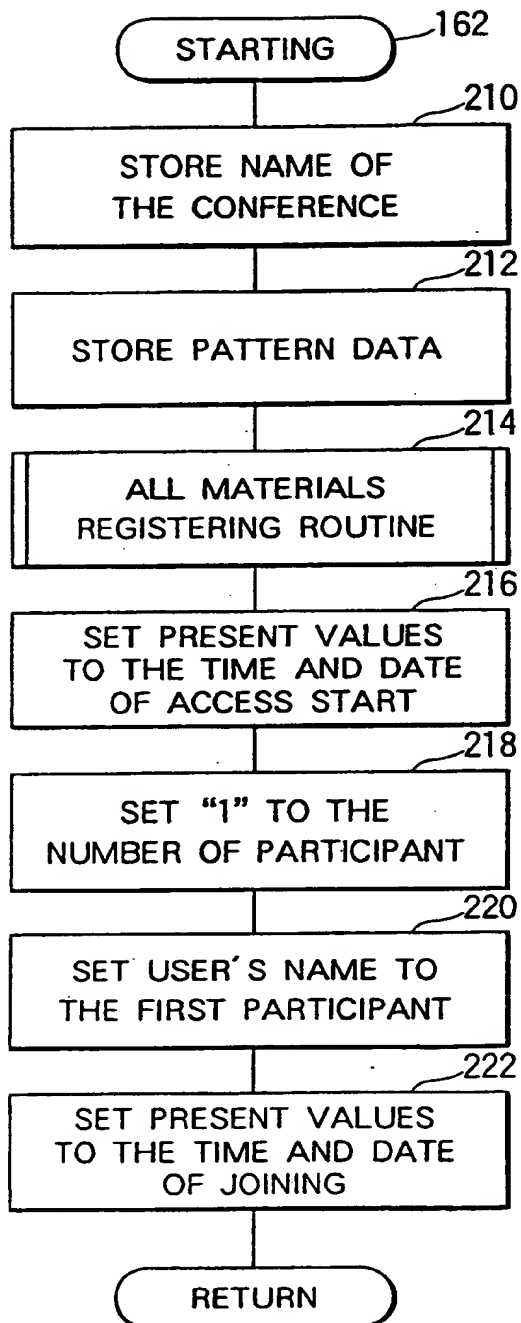 162
STARTING
210
STORE NAME OF
THE CONFERENCE
212
STORE PATTERN DATA
214
ALL MATERIALS
REGISTERING ROUTINE
216
SET PRESENT VALUES
TO THE TIME AND DATE
OF ACCESS START
218
SET "1" TO THE
NUMBER OF PARTICIPANT
220
SET USER'S NAME TO
THE FIRST PARTICIPANT
222
SET PRESENT VALUES
TO THE TIME AND DATE
OF JOINING
RETURN